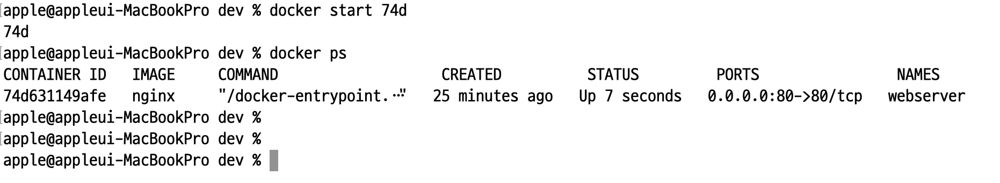 apple@appleui-MacBookPro dev % docker start 74d
74d
apple@appleui-MacBookPro dev % docker ps
CONTAINER ID   IMAGE     COMMAND                   CREATED          STATUS         PORTS                NAMES
74d631149afe   nginx     "/docker-entrypoint.…"   25 minutes ago   Up 7 seconds   0.0.0.0:80->80/tcp   webserver
apple@appleui-MacBookPro dev %
apple@appleui-MacBookPro dev %
apple@appleui-MacBookPro dev %